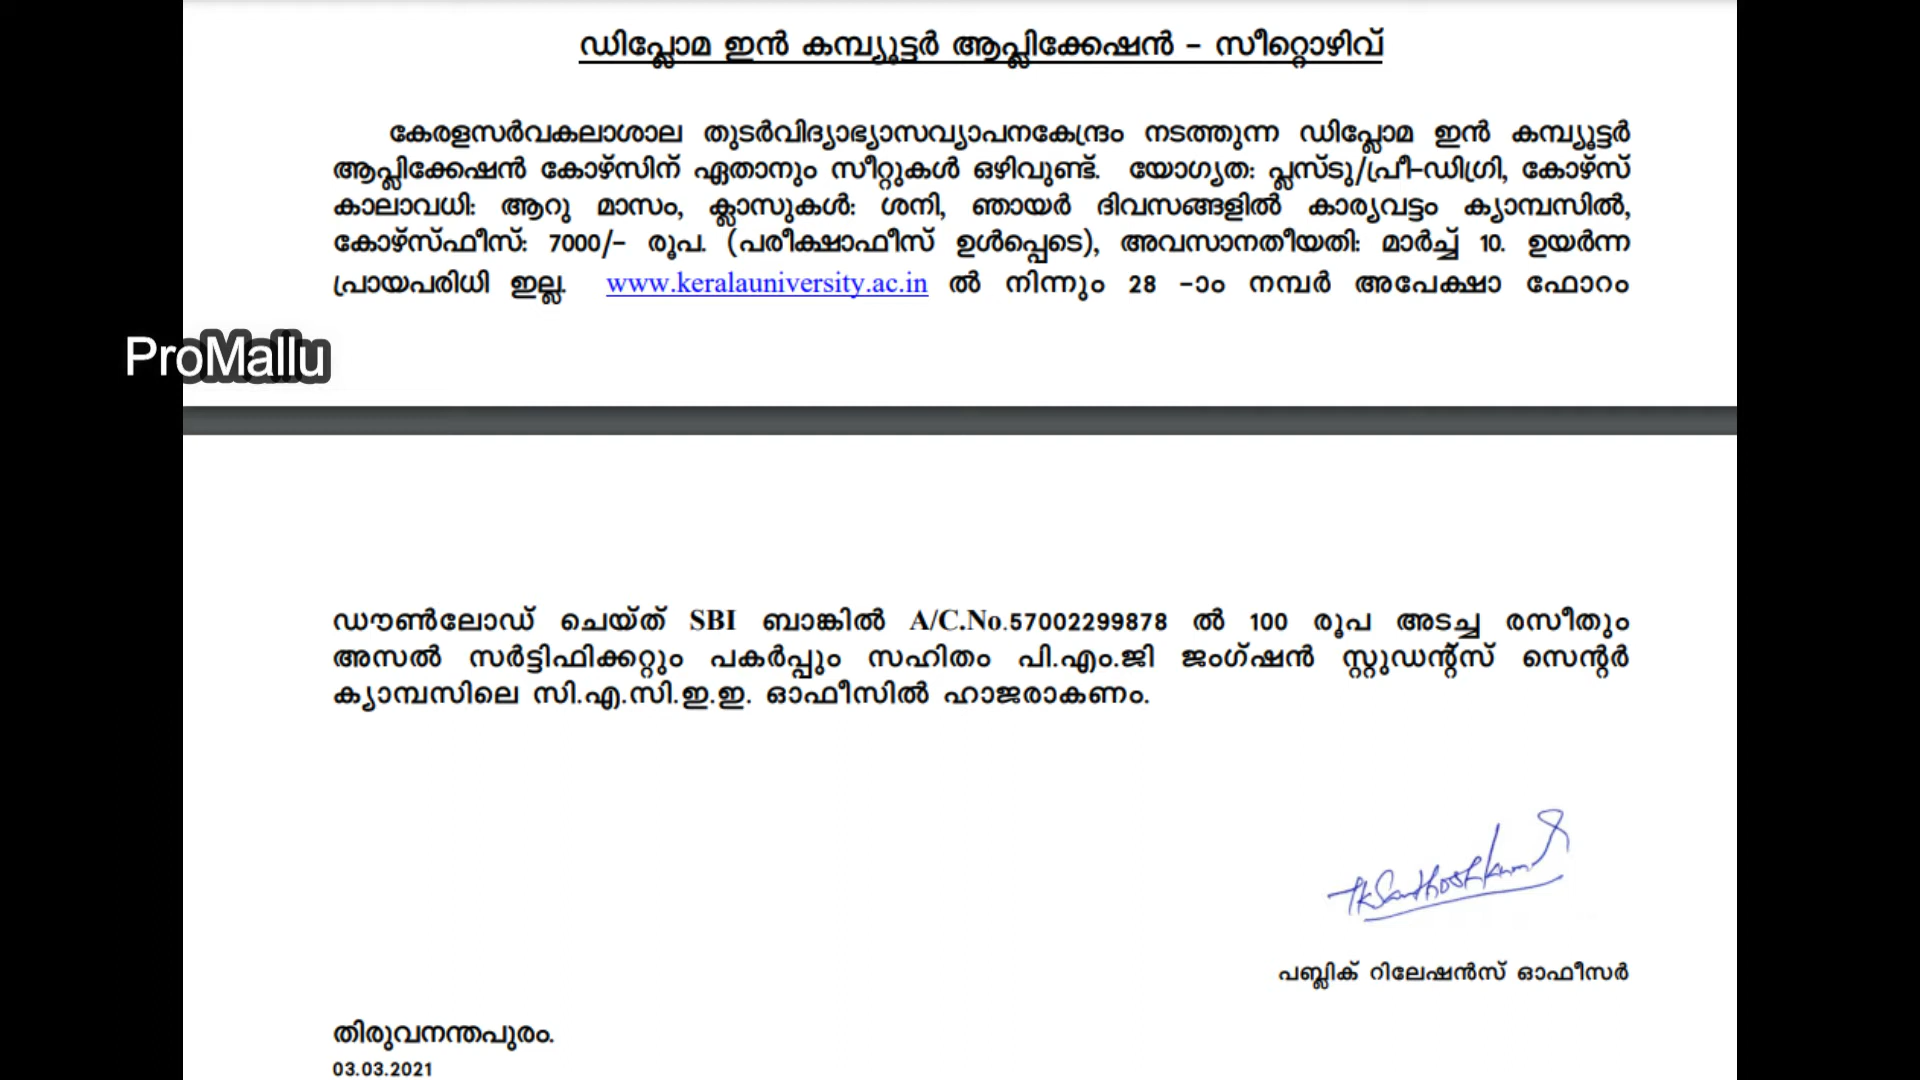 ഡിപ്ലോമ ഇൻ കമ്പ്യൂട്ടർ ആപ്ലിക്കേഷൻ – സീറ്റൊഴിവ്
കേരളസർവകലാശാല തുടർവിദ്യാഭ്യാസവ്യാപനകേന്ദ്രം നടത്തുന്ന ഡിപ്ലോമ ഇൻ കമ്പ്യൂട്ടർ
ആപ്ലിക്കേഷൻ കോഴ്സിന് ഏതാനും സീറ്റുകൾ ഒഴിവുണ്ട്. യോഗ്യത: പ്ലസ്ടു/പ്രീ-ഡിഗ്രി, കോഴ്സ്
കാലാവധി: ആറു മാസം, ക്ലാസുകൾ: ശനി, ഞായർ ദിവസങ്ങളിൽ കാര്യവട്ടം ക്യാമ്പസിൽ,
കോഴ്സ്ഫീസ്: 7000/- രൂപ. (പരീക്ഷാഫീസ് ഉൾപ്പെടെ), അവസാനതീയതി: മാർച്ച് 10. ഉയർന്ന
പ്രായപരിധി ഇല്ല. www.keralauniversity.ac.in ൽ നിന്നും 28 -ാം നമ്പർ അപേക്ഷാ ഫോറം
ProMallu
ഡൗൺലോഡ് ചെയ്ത് SBI ബാങ്കിൽ A/C.No.57002299878 ൽ 100 രൂപ അടച്ച രസീതും
അസൽ സർട്ടിഫിക്കറ്റും പകർപ്പും സഹിതം പി.എം.ജി ജംഗ്ഷൻ സ്റ്റുഡന്റ്സ് സെന്റർ
ക്യാമ്പസിലെ സി.എ.സി.ഇ.ഇ. ഓഫീസിൽ ഹാജരാകണം.
TKSanthoshkumar
പബ്ലിക് റിലേഷൻസ് ഓഫീസർ
തിരുവനന്തപുരം.
03.03.2021